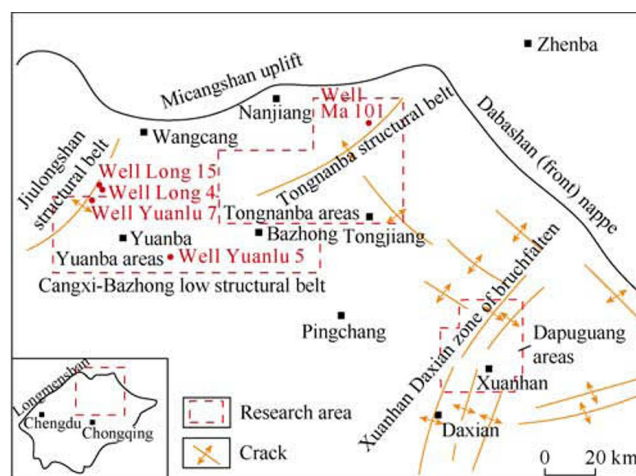 Zhenba
Micangshan uplift
Nanjiang
Well
Ma 101
Wangcang
Dabashan (front) nappe
Jiulongshan
structural belt
Well Long 15
Well Long 4
Well Yuanlu 7
Tongnanba structural belt
Tongnanba areas
Tongjiang
Bazhong
Yuanba
Yuanba areas
Well Yuanlu 5
Cangxi-Bazhong low structural belt
Pingchang
Xuanhan Daxian zone of bruchfalten
Dapuguang
areas
Xuanhan
Daxian
Longmenshan
Chengdu
Chongqing
Research area
Crack
0 20 km